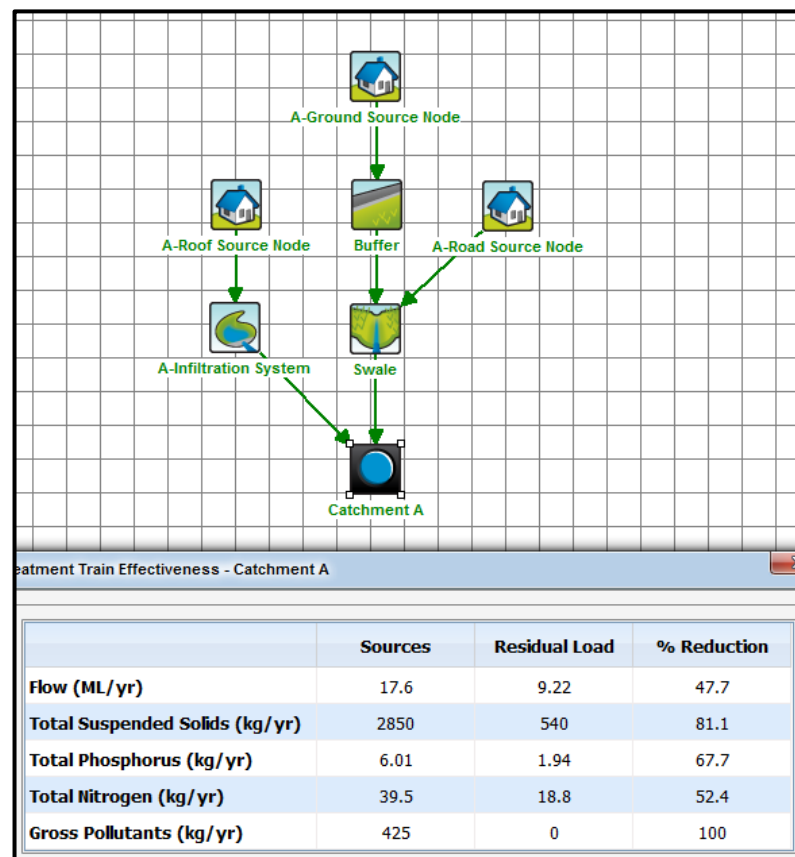 A-Ground Source Node
A-Roof Source Node
Buffer
A-Road Source Node
A-Infiltration System
Swale
Catchment A
eatment Train Effectiveness - Catchment A
Sources Residual Load % Reduction
Flow (ML/yr) 17.6 9.22 47.7
Total Suspended Solids (kg/yr) 2850 540 81.1
Total Phosphorus (kg/yr) 6.01 1.94 67.7
Total Nitrogen (kg/yr) 39.5 18.8 52.4
Gross Pollutants (kg/yr) 425 0 100